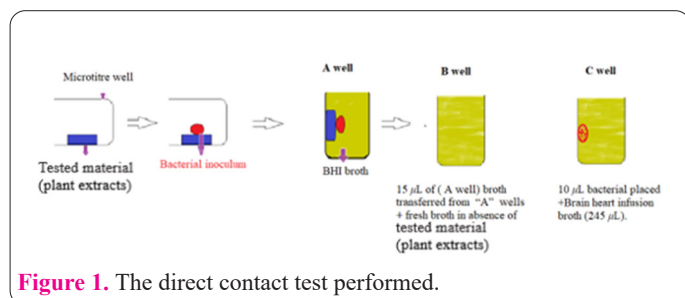 A well
B well
C well
Microtitre well
Tested material
(plant extracts)
Bacterial inoculum
BHI broth
15 µL of ( A well) broth
transferred from “A” wells
+ fresh broth in absence of
tested material
(plant extracts)
10 µL bacterial placed
+Brain heart infusion
broth (245 µL).
Figure 1. The direct contact test performed.